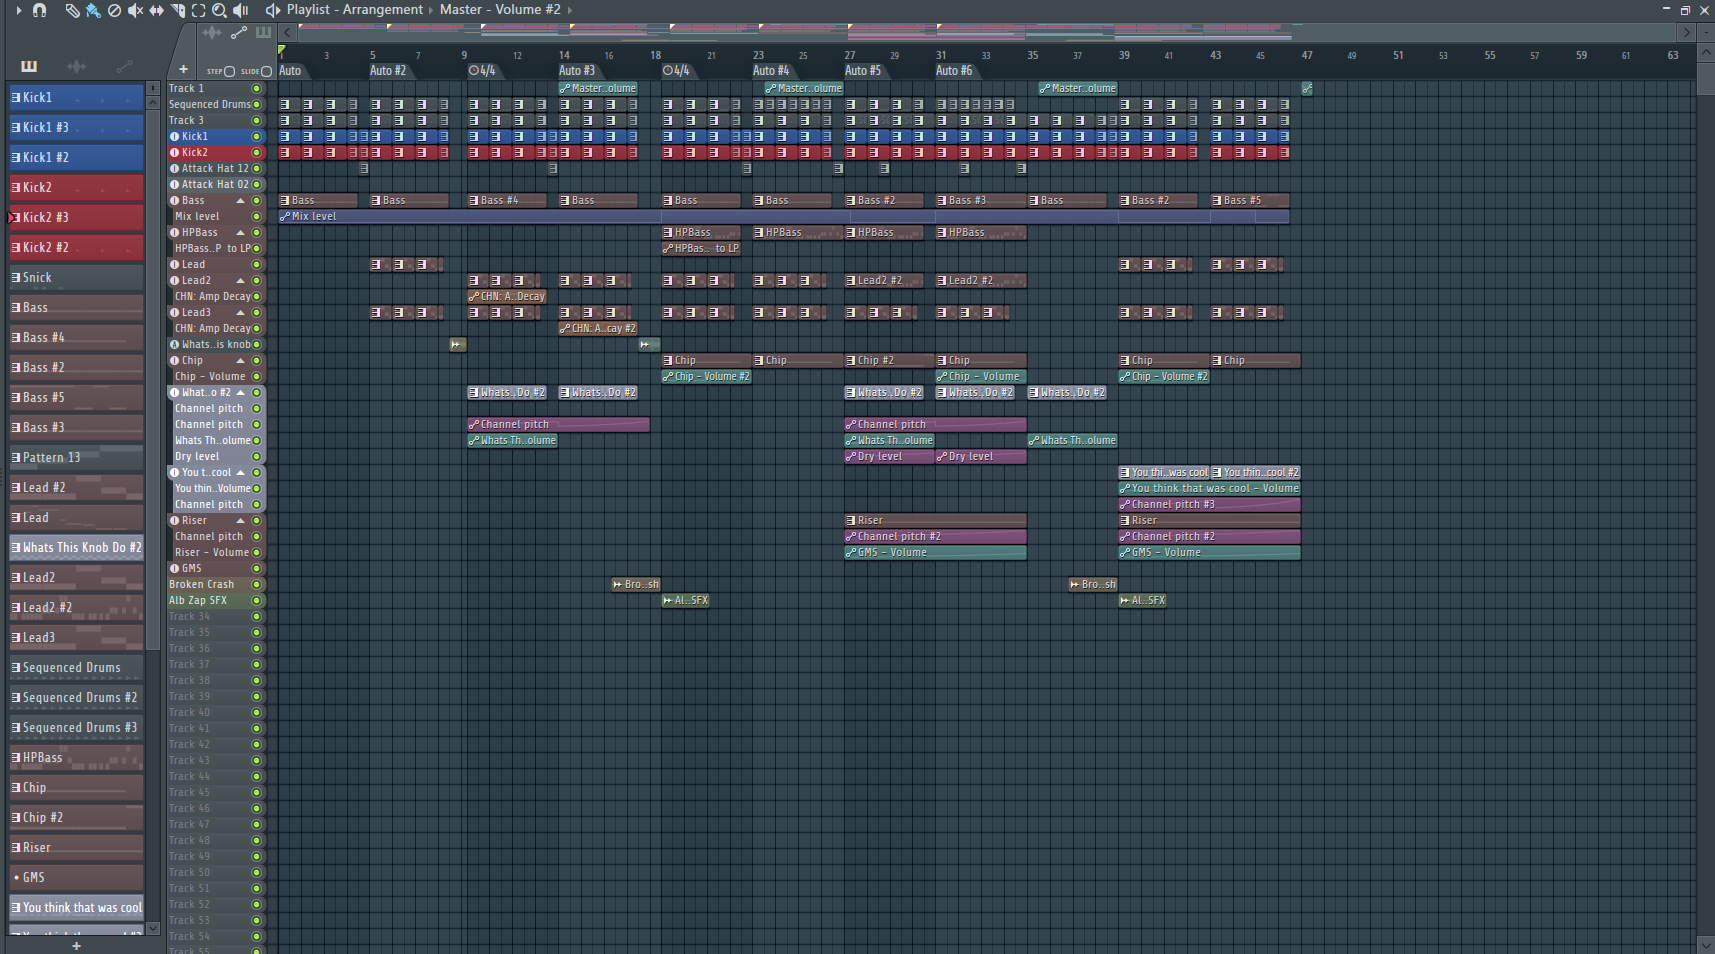 Playlist - Arrangement › Master - Volume #2 ›
STEP SLIDE
1 3 5 7 9 12 14 16 18 21 23 25 27 29 31 33 35 37 39 41 43 45 47 49 51 53 55 57 59 61 63
Auto Auto #2 4/4 Auto #3 4/4 Auto #4 Auto #5 Auto #6
Kick1
Kick1 #3
Kick1 #2
Kick2
Kick2 #3
Kick2 #2
Snick
Bass
Bass #4
Bass #2
Bass #5
Bass #3
Pattern 13
Lead #2
Lead
Whats This Knob Do #2
Lead2
Lead2 #2
Lead3
Sequenced Drums
Sequenced Drums #2
Sequenced Drums #3
HPBass
Chip
Chip #2
Riser
GMS
You think that was cool
+
Track 1 Master..olume Master..olume Master..olume
Sequenced Drums
Track 3
Kick1
Kick2
Attack Hat 12
Attack Hat 02
Bass Bass Bass Bass #4 Bass Bass Bass Bass #2 Bass #3 Bass Bass #2 Bass #5
Mix level Mix level
HPBass HPBass HPBass HPBass HPBass
HPBass..P to LP HPBas.. to LP
Lead
Lead2 Lead2 #2 Lead2 #2
CHN: Amp Decay CHN: A..Decay
Lead3
CHN: Amp Decay CHN: A..cay #2
Whats..is knob
Chip Chip Chip Chip #2 Chip Chip Chip
Chip - Volume Chip - Volume #2 Chip - Volume Chip - Volume #2
What..o #2 Whats..Do #2 Whats..Do #2 Whats..Do #2 Whats..Do #2 Whats..Do #2
Channel pitch
Channel pitch Channel pitch Channel pitch
Whats Th..olume Whats Th..olume Whats Th..olume Whats Th..olume
Dry level Dry level Dry level
You t..cool You thi..was cool You thin..cool #2
You thin..Volume You think that was cool - Volume
Channel pitch Channel pitch #3
Riser Riser Riser
Channel pitch Channel pitch #2 Channel pitch #2
Riser - Volume GMS - Volume GMS - Volume
GMS
Broken Crash Bro..sh Bro..sh
Alb Zap SFX Al..SFX Al..SFX
Track 34
Track 35
Track 36
Track 37
Track 38
Track 39
Track 40
Track 41
Track 42
Track 43
Track 44
Track 45
Track 46
Track 47
Track 48
Track 49
Track 50
Track 51
Track 52
Track 53
Track 54
Track 55